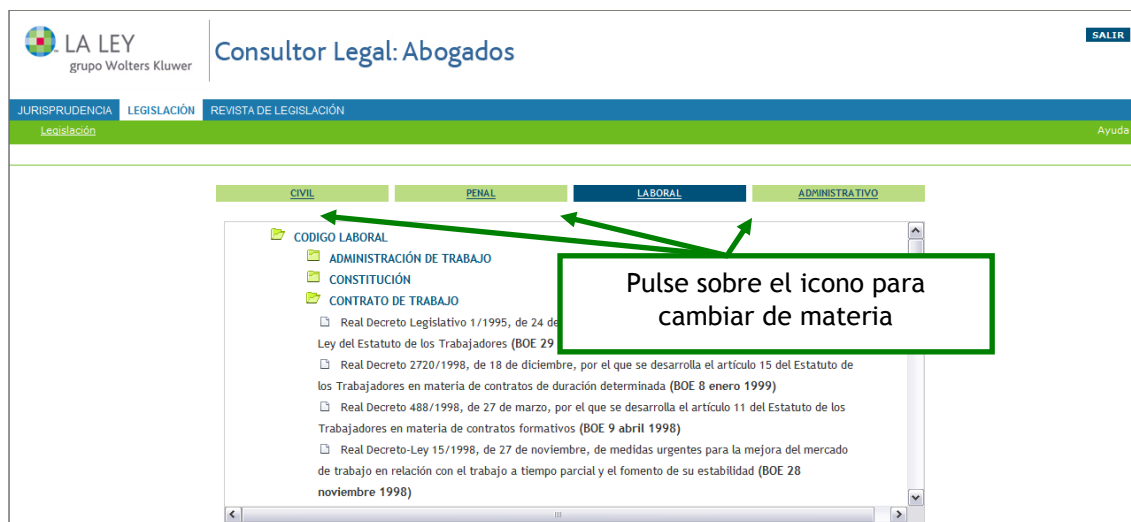 LA LEY
grupo Wolters Kluwer
Consultor Legal: Abogados
SALIR
JURISPRUDENCIA LEGISLACIÓN REVISTA DE LEGISLACIÓN
Legislación Ayuda
CIVIL PENAL LABORAL ADMINISTRATIVO
CODIGO LABORAL
ADMINISTRACIÓN DE TRABAJO
CONSTITUCIÓN
CONTRATO DE TRABAJO
Pulse sobre el icono para
cambiar de materia
Real Decreto Legislativo 1/1995, de 24 de
Ley del Estatuto de los Trabajadores (BOE 29
Real Decreto 2720/1998, de 18 de diciembre, por el que se desarrolla el artículo 15 del Estatuto de
los Trabajadores en materia de contratos de duración determinada (BOE 8 enero 1999)
Real Decreto 488/1998, de 27 de marzo, por el que se desarrolla el artículo 11 del Estatuto de los
Trabajadores en materia de contratos formativos (BOE 9 abril 1998)
Real Decreto-Ley 15/1998, de 27 de noviembre, de medidas urgentes para la mejora del mercado
de trabajo en relación con el trabajo a tiempo parcial y el fomento de su estabilidad (BOE 28
noviembre 1998)